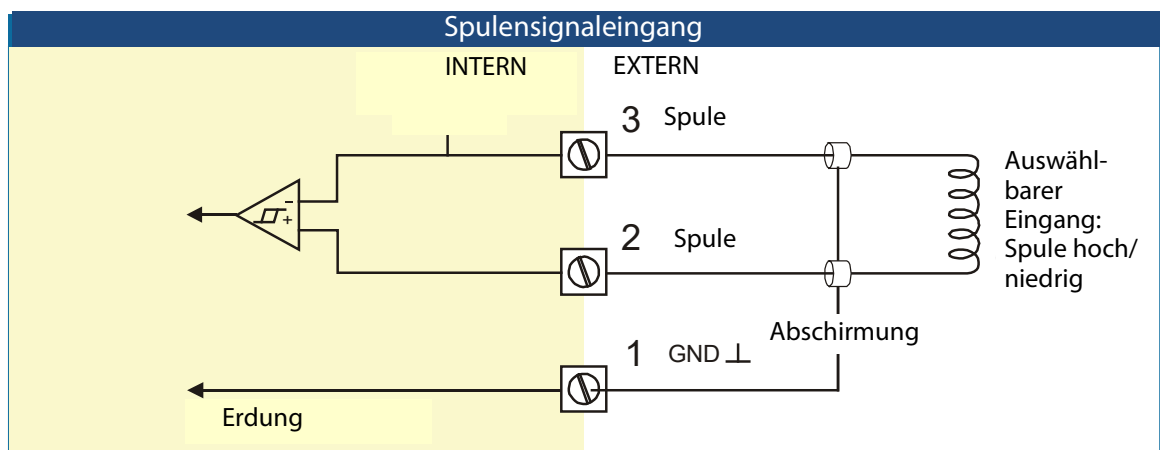 Spulensignaleingang
INTERN
EXTERN
3 Spule
Auswähl-
barer
Eingang:
Spule hoch/
niedrig
- 
+
2 Spule
Abschirmung
1 GND
Erdung